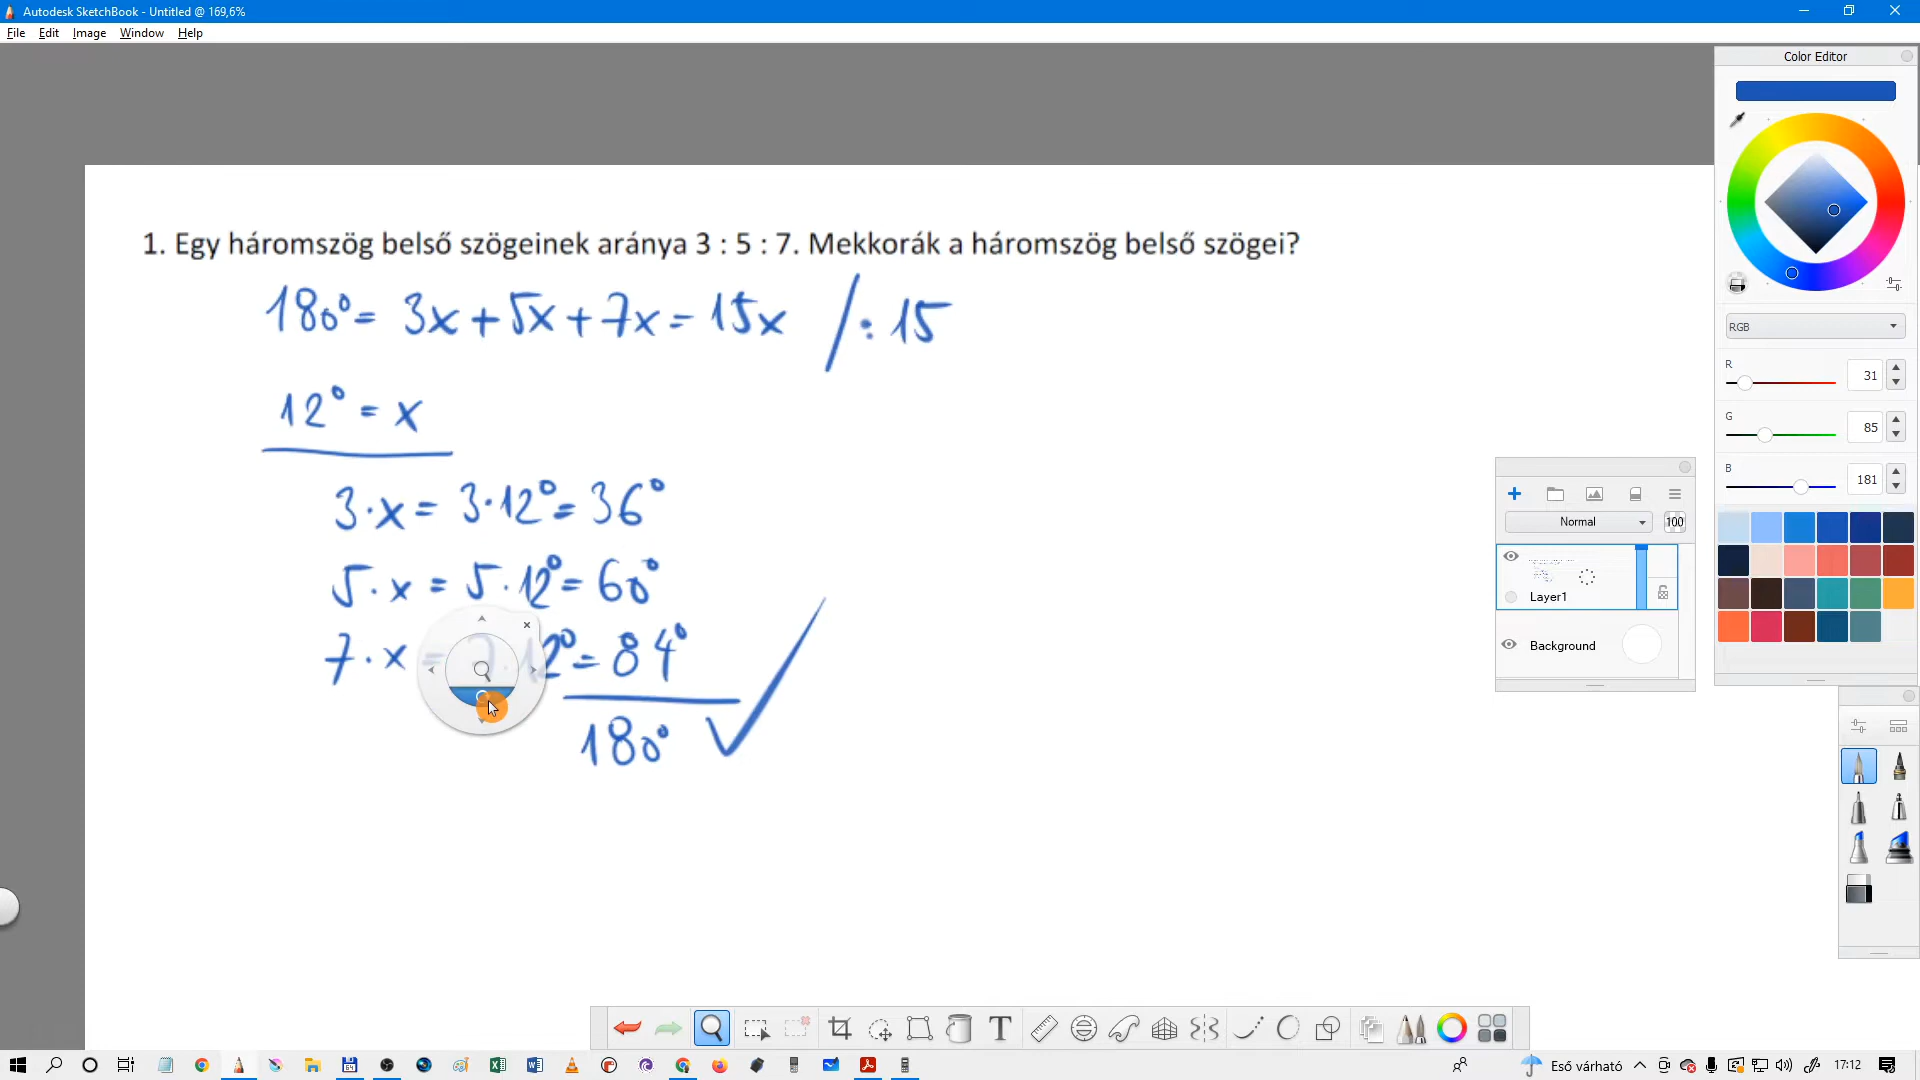 Autodesk SketchBook - Untitled @ 169,6%
File Edit Image Window Help
Color Editor
1. Egy háromszög belső szögeinek aránya 3 : 5 : 7. Mekkorák a háromszög belső szögei?
180° = 3x + 5x + 7x = 15x / : 15
12° = x
3 · x = 3 · 12° = 36°
5 · x = 5 · 12° = 60°
7 · x = 7 · 12° = 84°
180° ✓
RGB
R 31
G 85
B 181
Normal 100
Layer1
Background
Eső várható
17:12